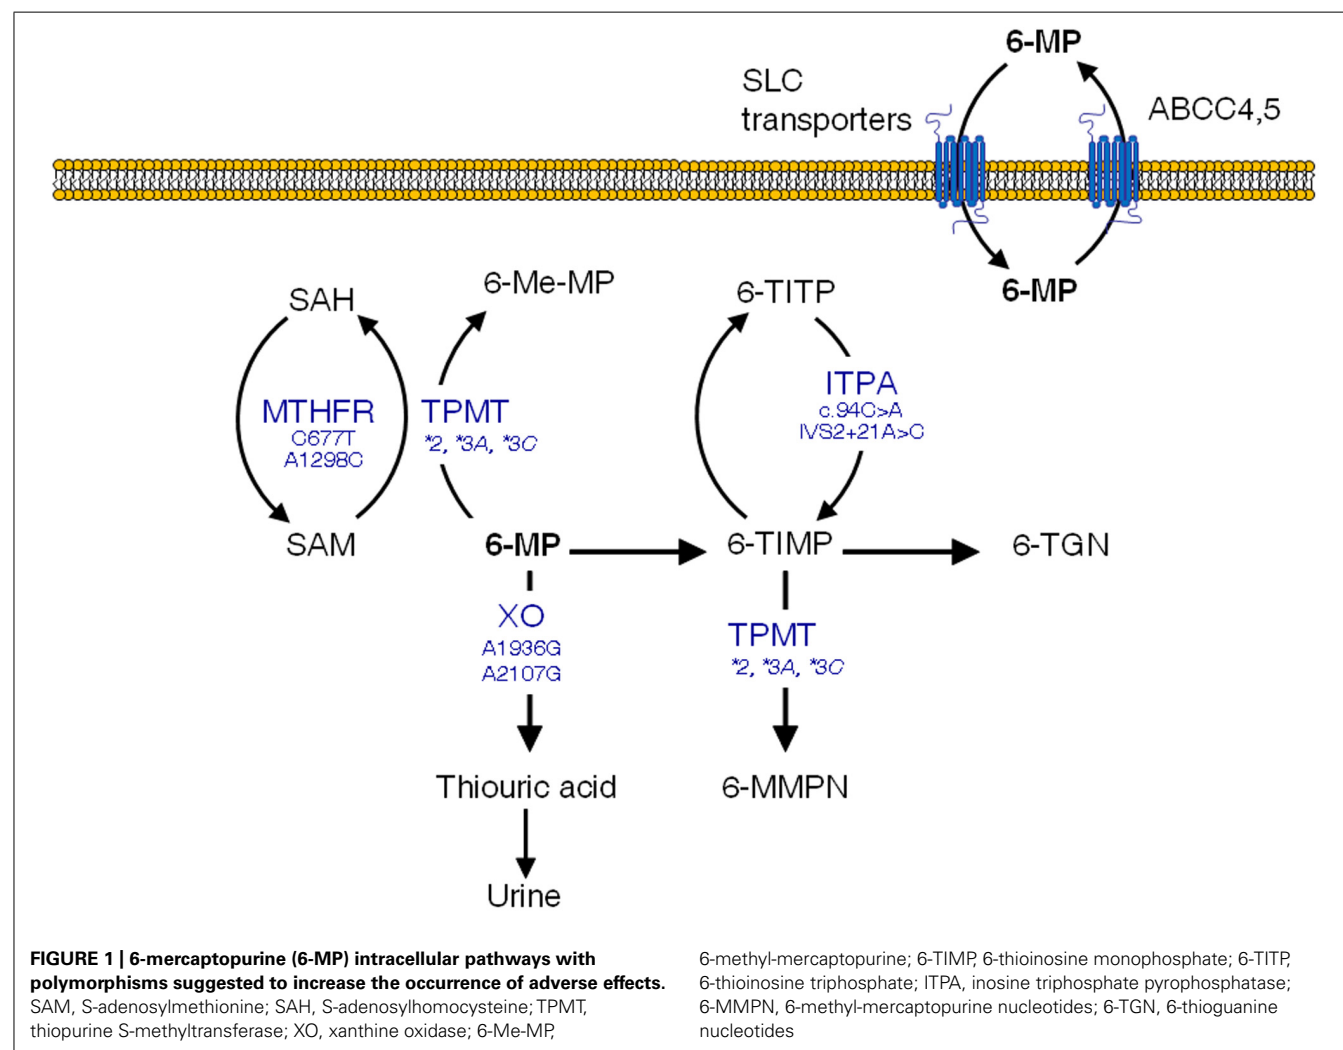 6-MP
SLC
transporters
ABCC4,5
6-MP
SAH
6-Me-MP
6-TITP
MTHFR
C677T
A1298C
TPMT
*2, *3A, *3C
ITPA
c.94C>A
IVS2+21A>C
SAM
6-MP
6-TIMP
6-TGN
XO
A1936G
A2107G
TPMT
*2, *3A, *3C
Thiouric acid
6-MMPN
Urine
FIGURE 1 | 6-mercaptopurine (6-MP) intracellular pathways with
polymorphisms suggested to increase the occurrence of adverse effects.
SAM, S-adenosylmethionine; SAH, S-adenosylhomocysteine; TPMT,
thiopurine S-methyltransferase; XO, xanthine oxidase; 6-Me-MP,
6-methyl-mercaptopurine; 6-TIMP, 6-thioinosine monophosphate; 6-TITP,
6-thioinosine triphosphate; ITPA, inosine triphosphate pyrophosphatase;
6-MMPN, 6-methyl-mercaptopurine nucleotides; 6-TGN, 6-thioguanine
nucleotides